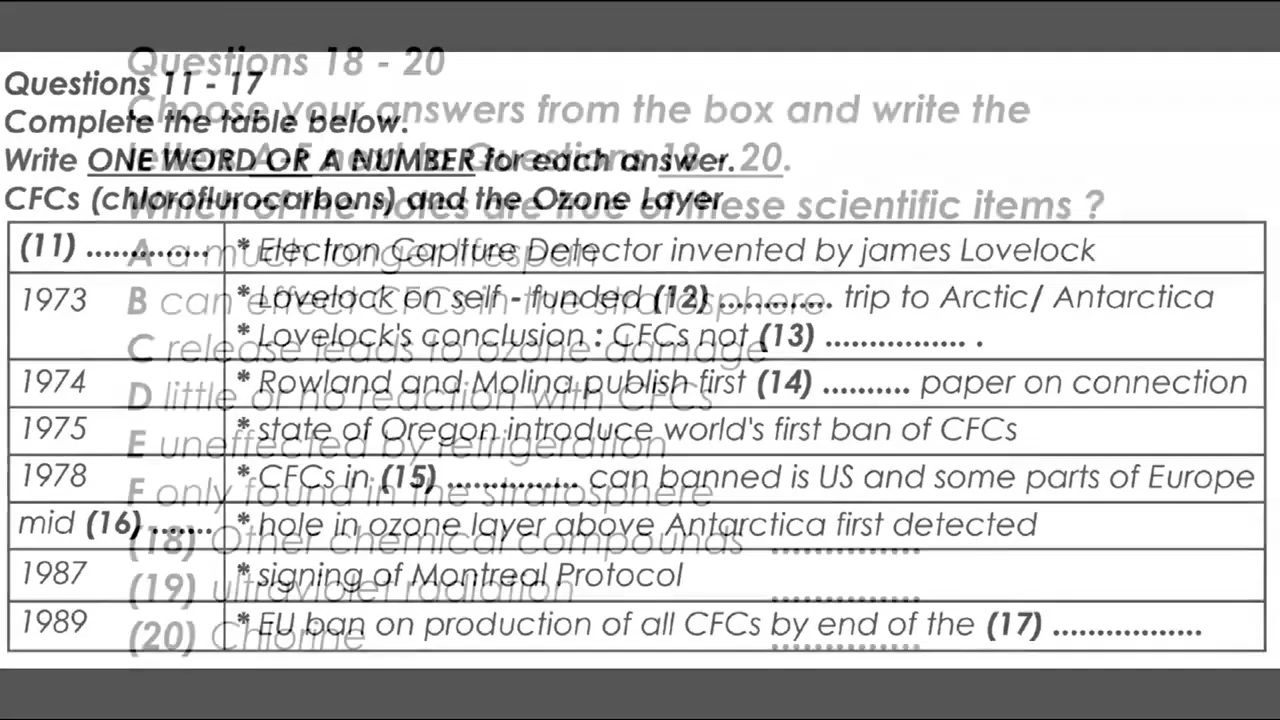 Questions 11 - 17
Complete the table below.
Write ONE WORD OR A NUMBER for each answer.
CFCs (chloroflurocarbons) and the Ozone Layer
(11) .............. * Electron Capture Detector invented by james Lovelock
1973 * Lovelock on self - funded (12) ............. trip to Arctic/ Antarctica
* Lovelock's conclusion : CFCs not (13) ................ .
1974 * Rowland and Molina publish first (14) .......... paper on connection
1975 * state of Oregon introduce world's first ban of CFCs
1978 * CFCs in (15) ............... can banned is US and some parts of Europe
mid (16) ....... * hole in ozone layer above Antarctica first detected
1987 * signing of Montreal Protocol
1989 * EU ban on production of all CFCs by end of the (17) .................
Questions 18 - 20
Choose your answers from the box and write the
letters A - F next to Questions 18 - 20.
Which of the notes are true of these scientific items ?
A a much longer lifespan
B can effect CFCs in the stratosphere
C release leads to ozone damage
D little or no reaction with CFCs
E uneffected by refrigeration
F only found in the stratosphere
(18) Other chemical compounds .................
(19) ultraviolet radiation .................
(20) Chlorine .................